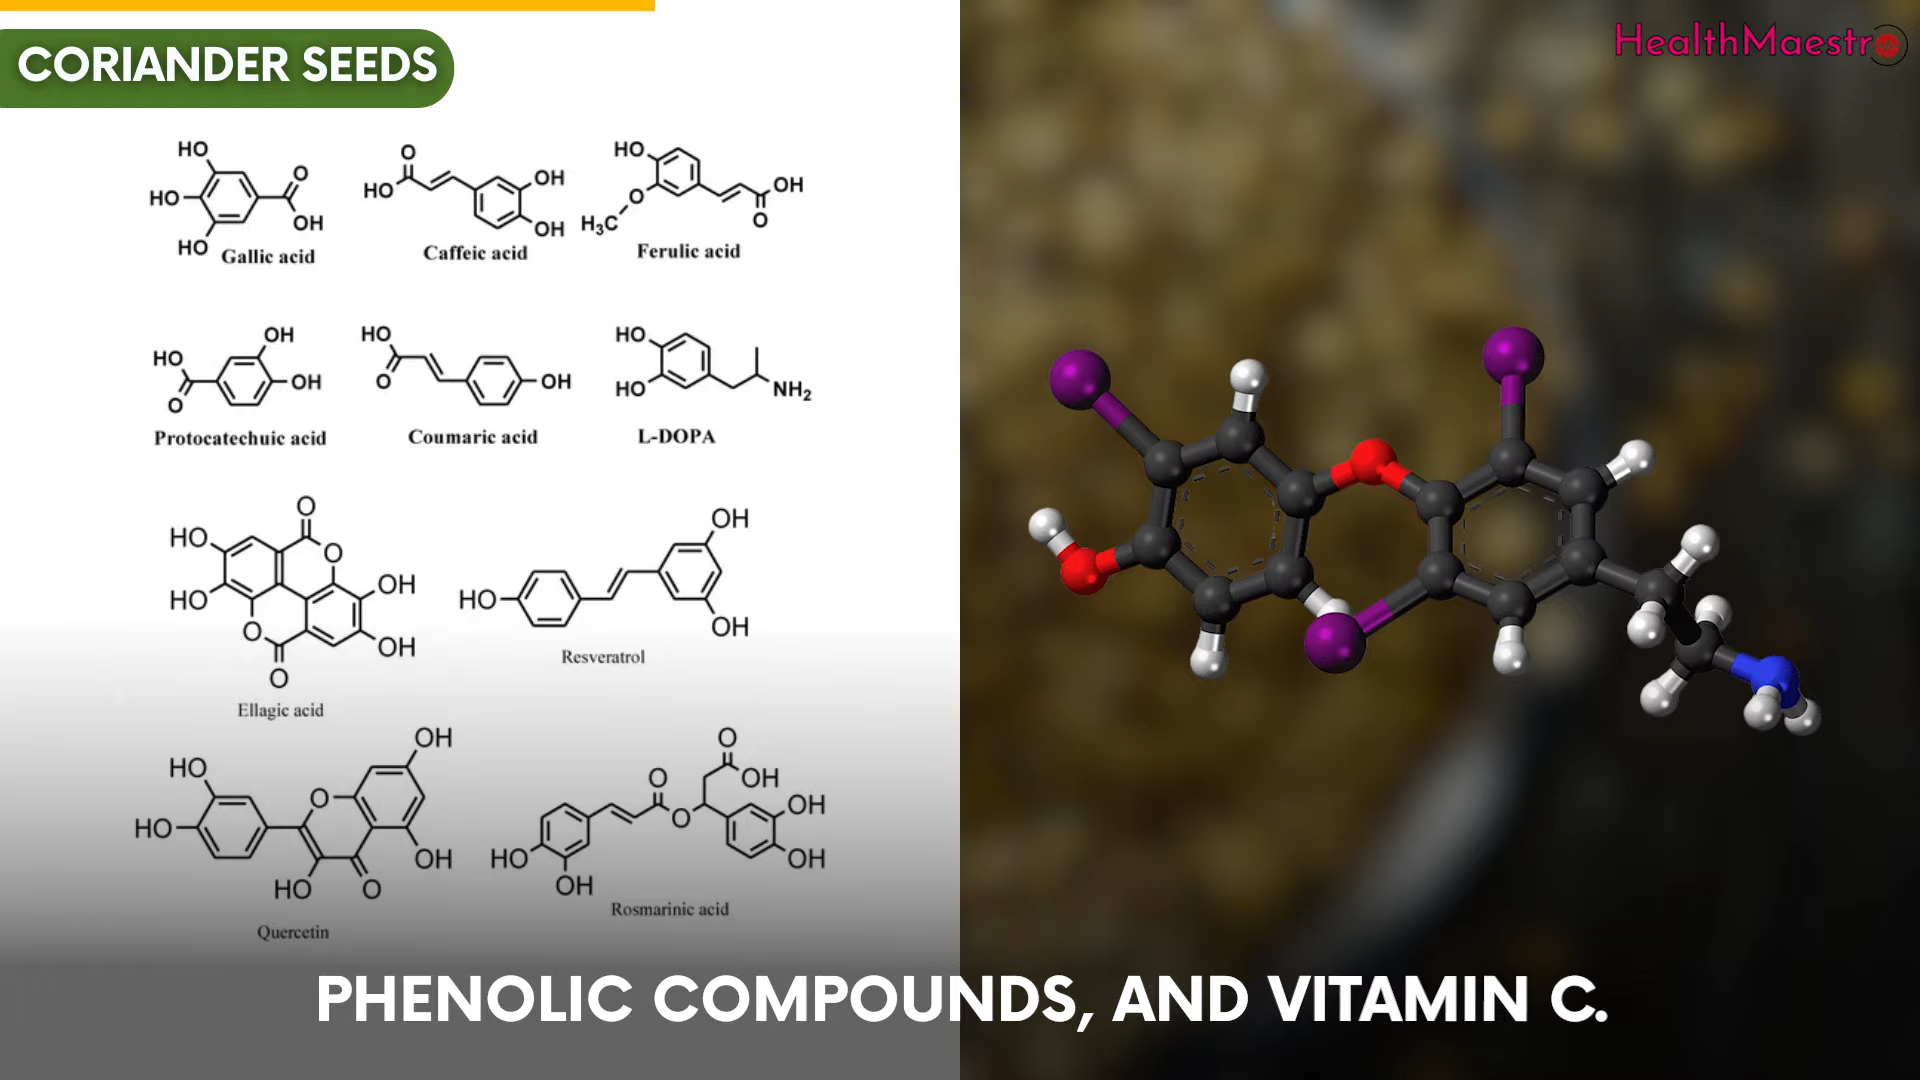 CORIANDER SEEDS
HealthMaestro
HO
HO
HO
O
OH
Gallic acid
O
HO
OH
OH
Caffeic acid
HO
O
H₃C
OH
O
Ferulic acid
HO
O
OH
OH
Protocatechuic acid
HO
O
OH
Coumaric acid
HO
HO
NH₂
L-DOPA
O
HO
O
HO
OH
O
OH
O
Ellagic acid
OH
HO
OH
Resveratrol
OH
HO
O
HO
OH
HO
O
Quercetin
O
O
OH
O
OH
HO
OH
OH
Rosmarinic acid
PHENOLIC COMPOUNDS, AND VITAMIN C.